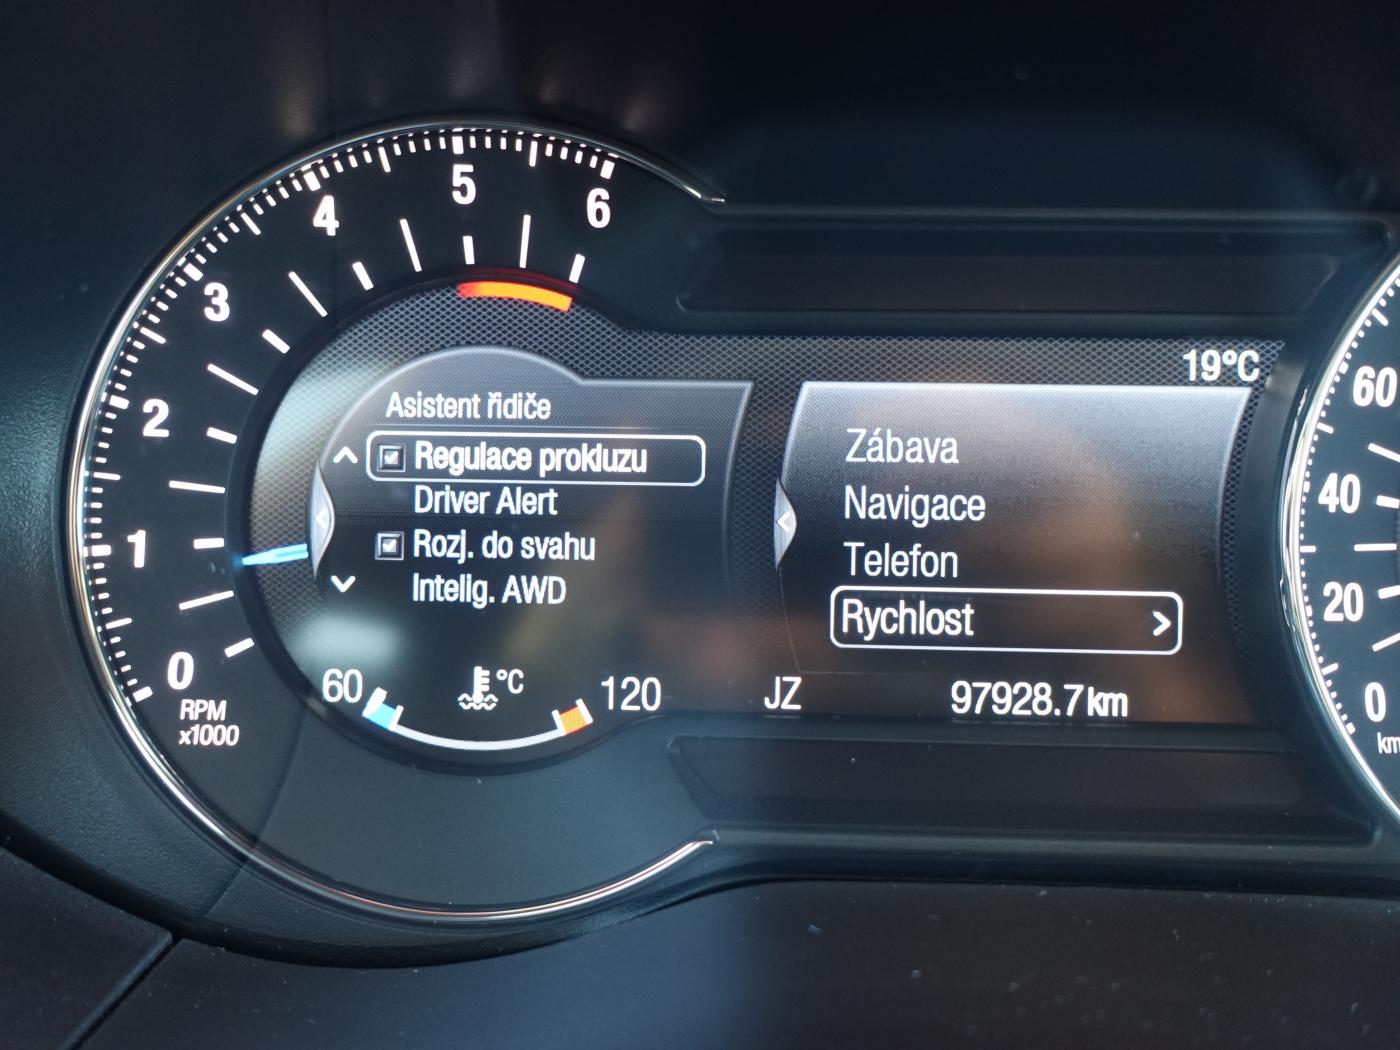 6
5
4
3
2
1
0
RPM
x1000
Asistent řidiče
Regulace prokluzu
Driver Alert
Rozj. do svahu
Intelig. AWD
60
°C
120
19°C
Zábava
Navigace
Telefon
Rychlost
JZ
97928.7 km
60
40
20
0